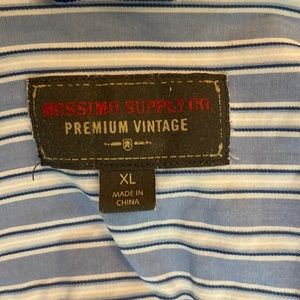 MOSSIMO SUPPLY CO.
PREMIUM VINTAGE
XL
MADE IN
CHINA